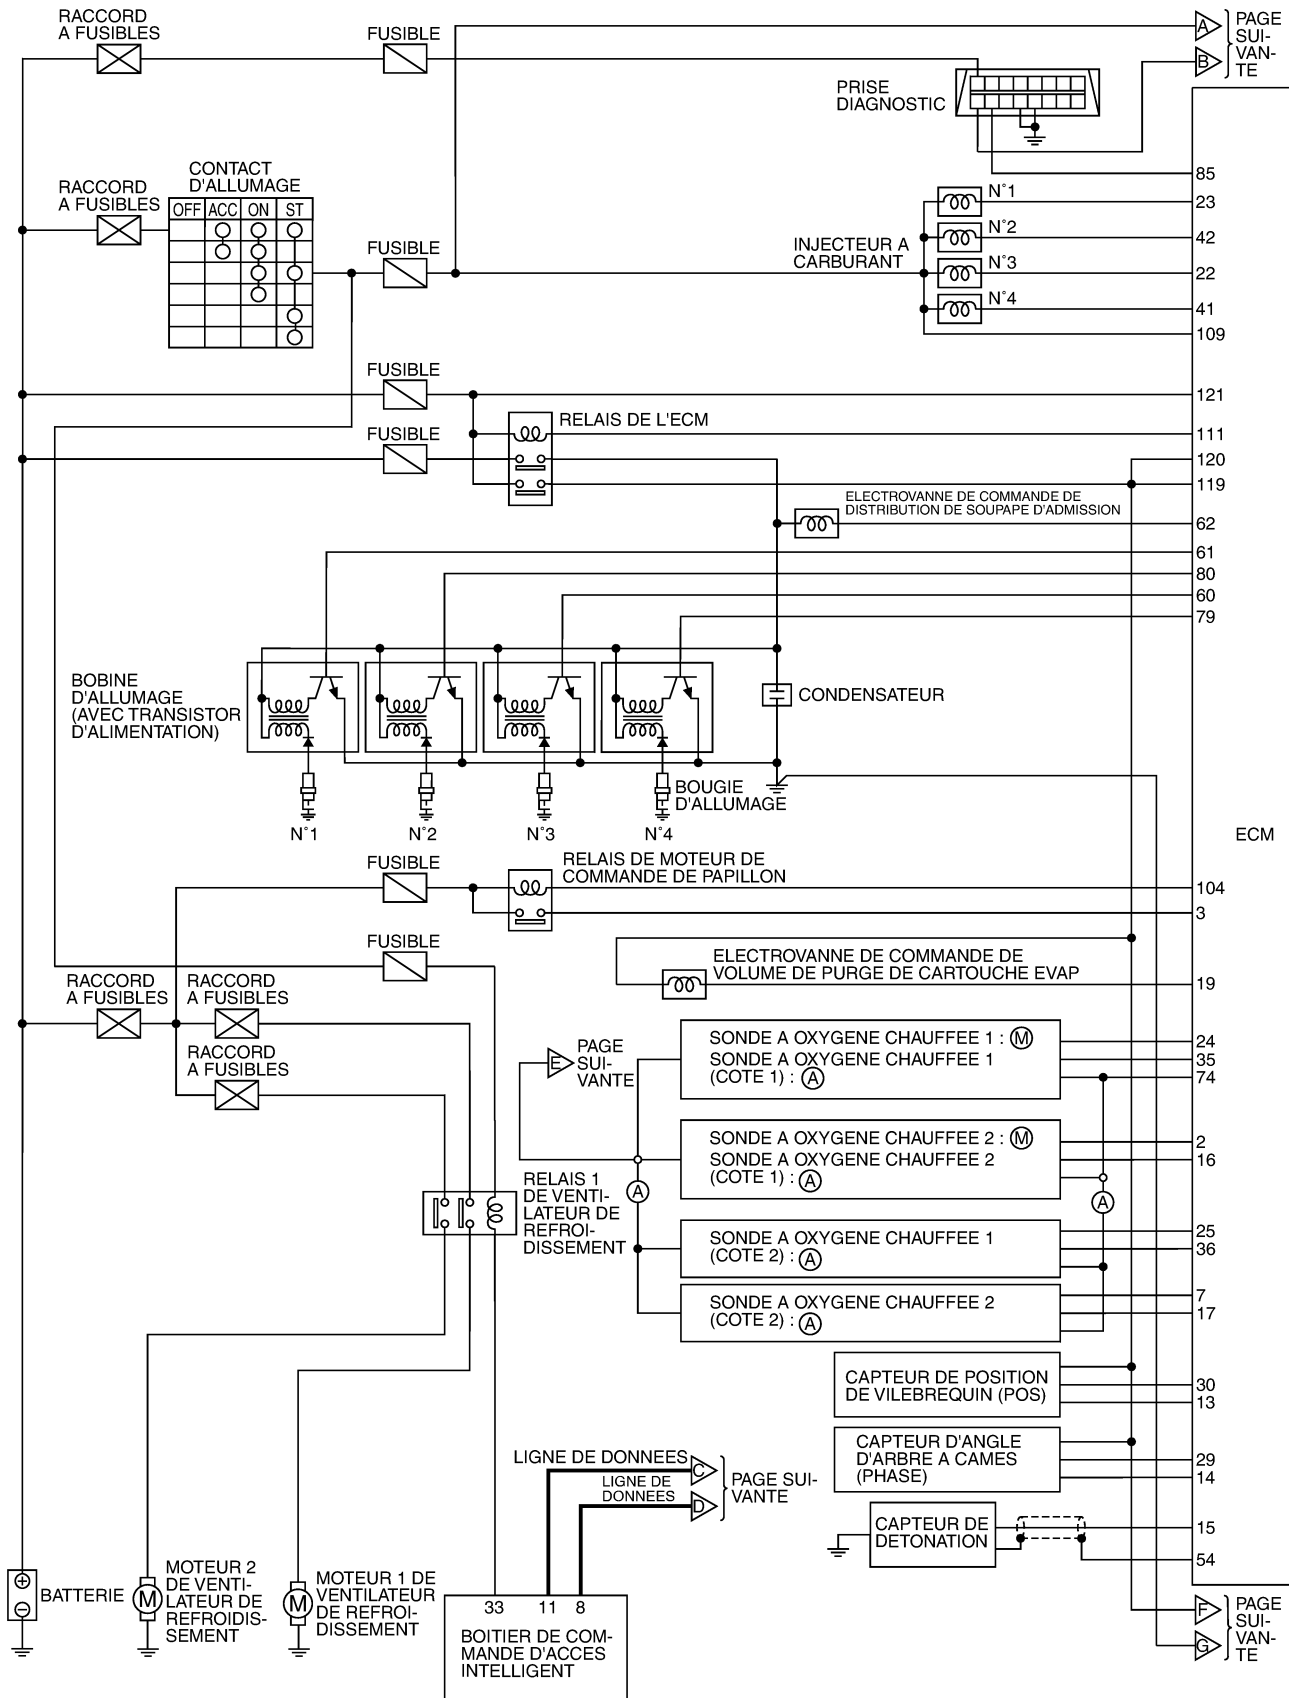 RACCORD
A FUSIBLES
FUSIBLE
A
B
PAGE
SUI-
VAN-
TE
PRISE
DIAGNOSTIC
CONTACT
D'ALLUMAGE
RACCORD
A FUSIBLES
OFF ACC ON ST
FUSIBLE
85
N°1
23
N°2
42
INJECTEUR A
CARBURANT
N°3
22
N°4
41
109
FUSIBLE
121
RELAIS DE L'ECM
FUSIBLE
111
120
119
ELECTROVANNE DE COMMANDE DE
DISTRIBUTION DE SOUPAPE D'ADMISSION
62
61
80
60
79
BOBINE
D'ALLUMAGE
(AVEC TRANSISTOR
D'ALIMENTATION)
CONDENSATEUR
BOUGIE
D'ALLUMAGE
N°1
N°2
N°3
N°4
ECM
FUSIBLE
RELAIS DE MOTEUR DE
COMMANDE DE PAPILLON
104
3
FUSIBLE
ELECTROVANNE DE COMMANDE DE
VOLUME DE PURGE DE CARTOUCHE EVAP
19
RACCORD
A FUSIBLES
RACCORD
A FUSIBLES
RACCORD
A FUSIBLES
E
PAGE
SUI-
VANTE
SONDE A OXYGENE CHAUFFEE 1 : M
SONDE A OXYGENE CHAUFFEE 1
(COTE 1) : A
24
35
74
SONDE A OXYGENE CHAUFFEE 2 : M
SONDE A OXYGENE CHAUFFEE 2
(COTE 1) : A
2
16
A
A
RELAIS 1
DE VENTI-
LATEUR DE
REFROI-
DISSEMENT
SONDE A OXYGENE CHAUFFEE 1
(COTE 2) : A
25
36
SONDE A OXYGENE CHAUFFEE 2
(COTE 2) : A
7
17
CAPTEUR DE POSITION
DE VILEBREQUIN (POS)
30
13
CAPTEUR D'ANGLE
D'ARBRE A CAMES
(PHASE)
29
14
LIGNE DE DONNEES
C
LIGNE DE
DONNEES
D
PAGE SUI-
VANTE
CAPTEUR DE
DETONATION
15
54
BATTERIE
MOTEUR 2
DE VENTI-
LATEUR DE
REFROIDIS-
SEMENT
M
MOTEUR 1 DE
VENTILATEUR
DE REFROI-
DISSEMENT
M
33 11 8
BOITIER DE COM-
MANDE D'ACCES
INTELLIGENT
F
G
PAGE
SUI-
VAN-
TE